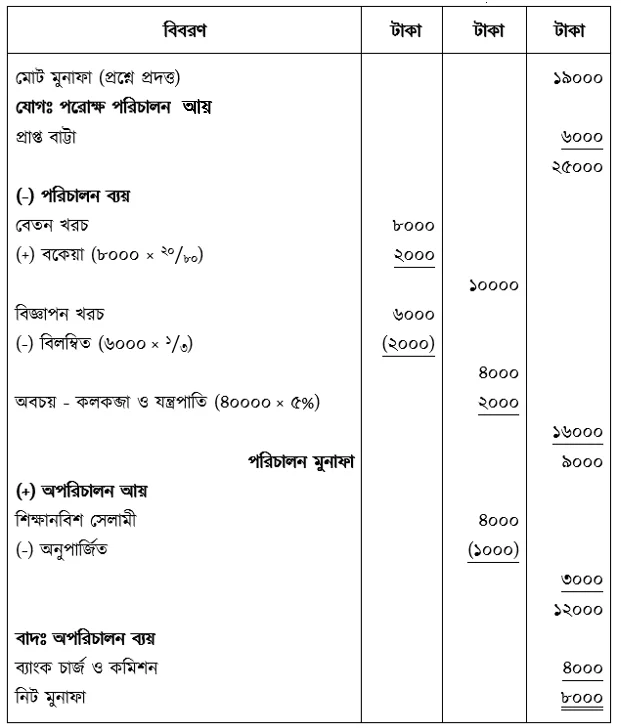 বিবরণ টাকা টাকা টাকা
মোট মুনাফা (প্রশ্নে প্রদত্ত) ১৯০০০
যোগঃ পরোক্ষ পরিচালন আয়
প্রাপ্ত বাট্টা ৬০০০
২৫০০০
(-) পরিচালন ব্যয়
বেতন খরচ ৮০০০
(+) বকেয়া (৮০০০ × ২০/৮০) ২০০০
১০০০০
বিজ্ঞাপন খরচ ৬০০০
(-) বিলম্বিত (৬০০০ × ১/৩) (২০০০)
৪০০০
অবচয় - কলকব্জা ও যন্ত্রপাতি (৪০০০০ × ৫%) ২০০০
১৬০০০
পরিচালন মুনাফা ৯০০০
(+) অপরিচালন আয়
শিক্ষানবিশ সেলামী ৪০০০
(-) অনুপার্জিত (১০০০)
৩০০০
১২০০০
বাদঃ অপরিচালন ব্যয়
ব্যাংক চার্জ ও কমিশন ৪০০০
নিট মুনাফা ৮০০০